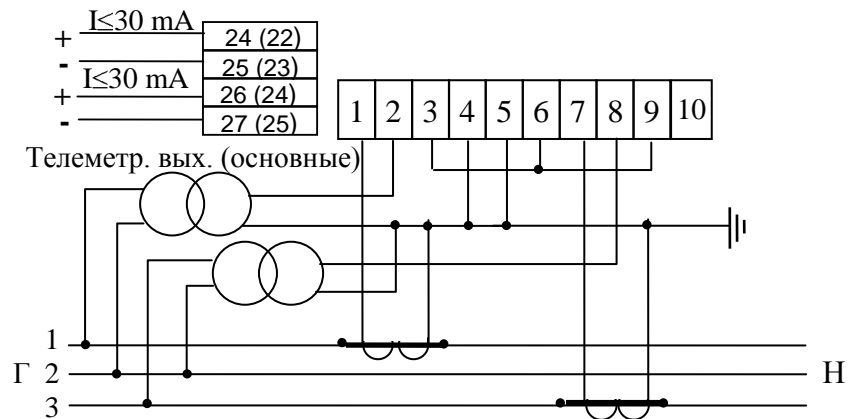 I≤30 mA
+ 24 (22)
- 25 (23)
I≤30 mA
+ 26 (24)
- 27 (25)
1 2 3 4 5 6 7 8 9 10
Телеметр. вых. (основные)
1
Г 2 Н
3